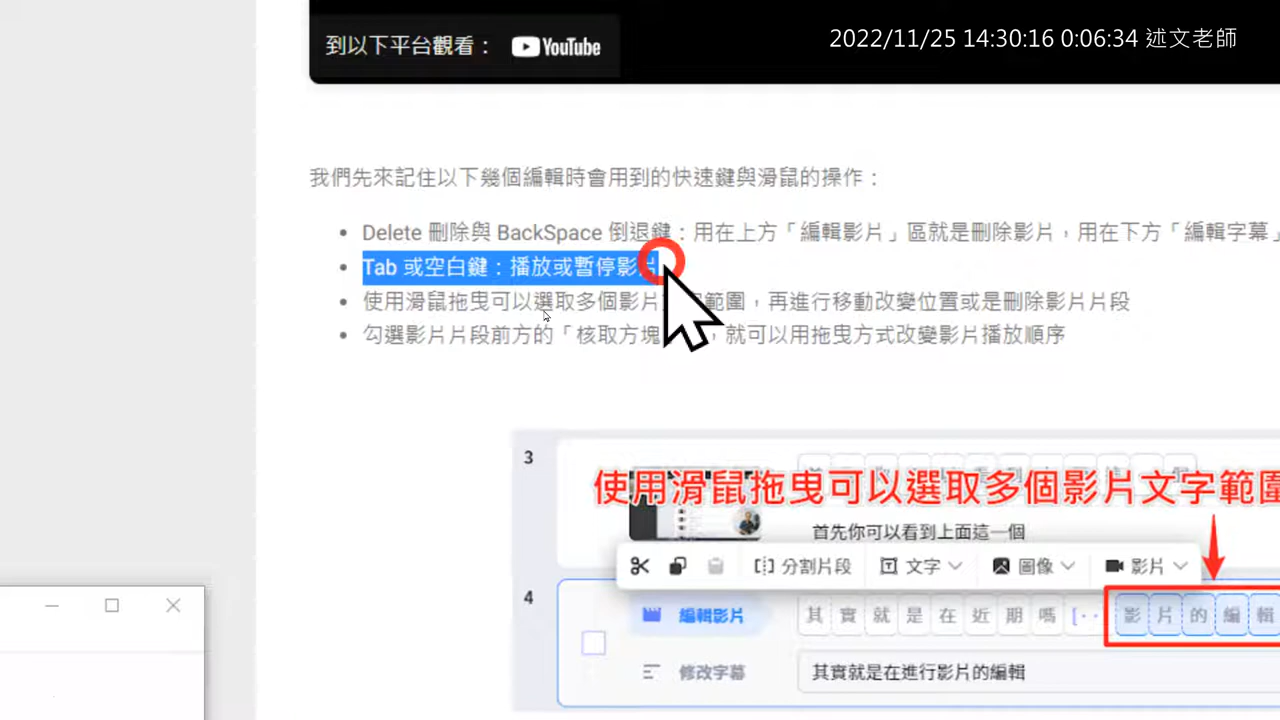 到以下平台觀看： YouTube
2022/11/25 14:30:16 0:06:34 述文老師
我們先來記住以下幾個編輯時會用到的快速鍵與滑鼠的操作：
Delete 刪除與 BackSpace 倒退鍵：用在上方「編輯影片」區就是刪除影片，用在下方「編輯字幕」
Tab 或空白鍵：播放或暫停影片
使用滑鼠拖曳可以選取多個影片 字範圍，再進行移動改變位置或是刪除影片片段
勾選影片片段前方的「核取方塊 ，就可以用拖曳方式改變影片播放順序
3
使用滑鼠拖曳可以選取多個影片文字範圍
首先你可以看到上面這一個
分割片段 文字 圖像 影片
4
編輯影片 其實就是在近期嗎 [·· 影片的編輯
修改字幕 其實就是在進行影片的編輯